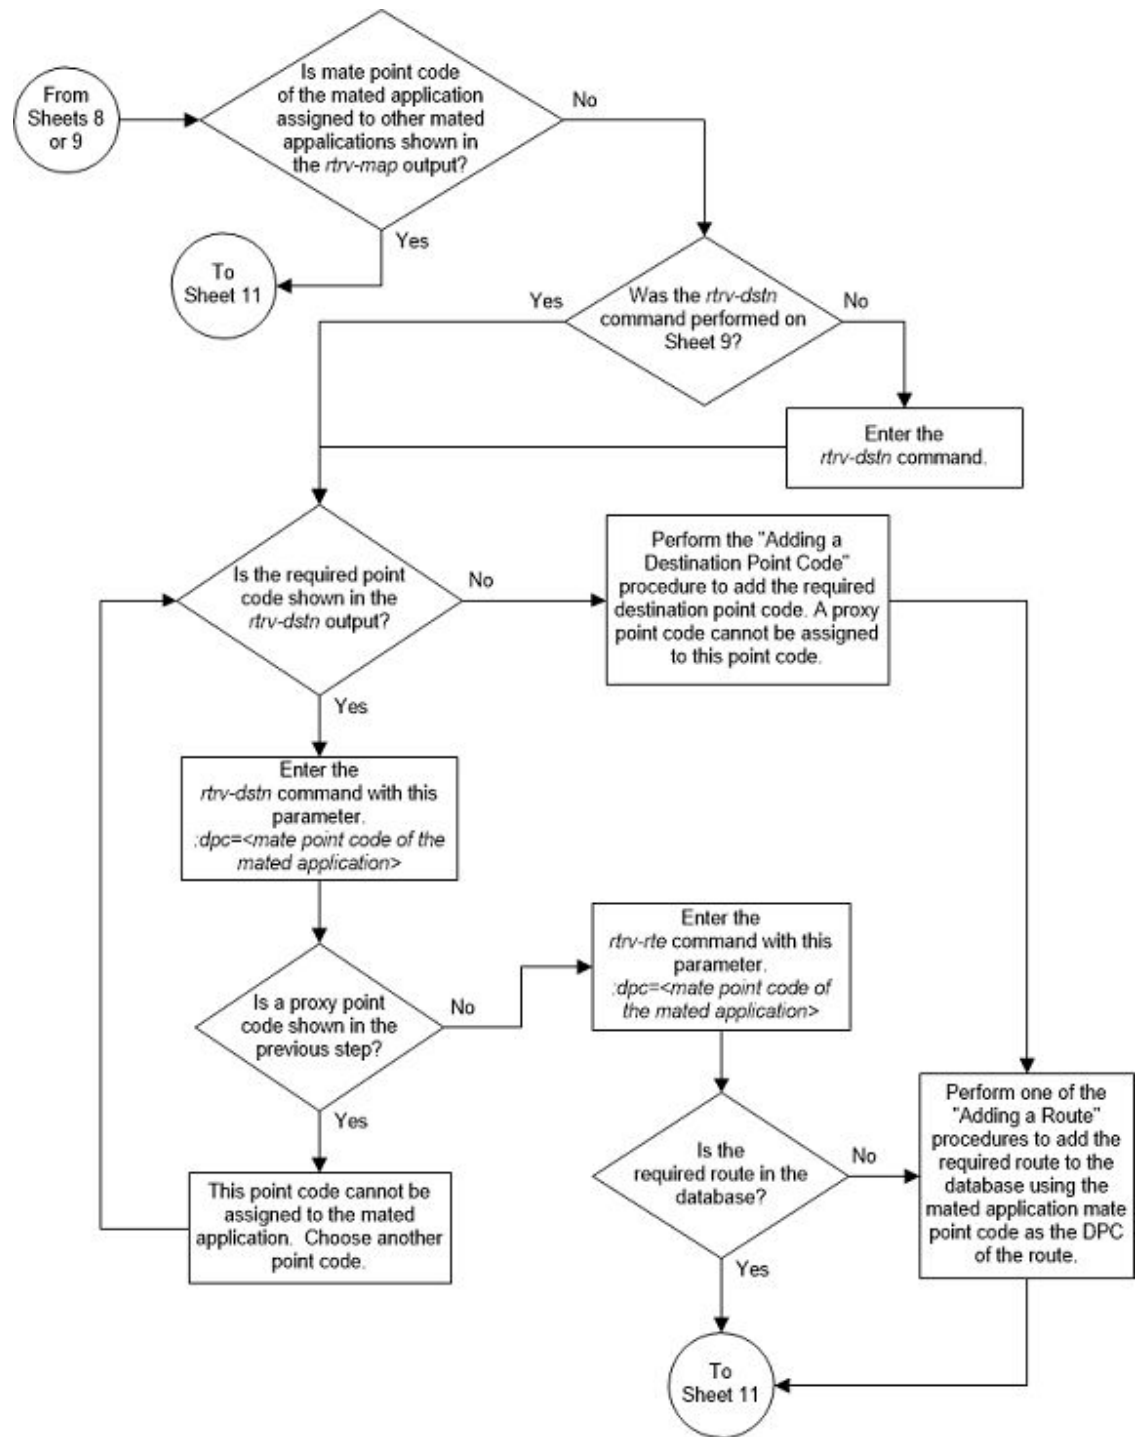 From
Sheets 8
or 9
Is mate point code
of the mated application
assigned to other mated
appalications shown in
the rtrv-map output?
No
Yes
To
Sheet 11
Was the rtrv-dstn
command performed on
Sheet 9?
Yes
No
Enter the
rtrv-dstn command.
Is the required point
code shown in the
rtrv-dstn output?
No
Yes
Perform the "Adding a
Destination Point Code"
procedure to add the required
destination point code. A proxy
point code cannot be assigned
to this point code.
Enter the
rtrv-dstn command with this
parameter.
:dpc=<mate point code of the
mated application>
Is a proxy point
code shown in the
previous step?
No
Yes
Enter the
rtrv-rte command with this
parameter.
:dpc=<mate point code of
the mated application>
This point code cannot be
assigned to the mated
application. Choose another
point code.
Is the
required route in the
database?
No
Yes
Perform one of the
"Adding a Route"
procedures to add the
required route to the
database using the
mated application mate
point code as the DPC
of the route.
To
Sheet 11